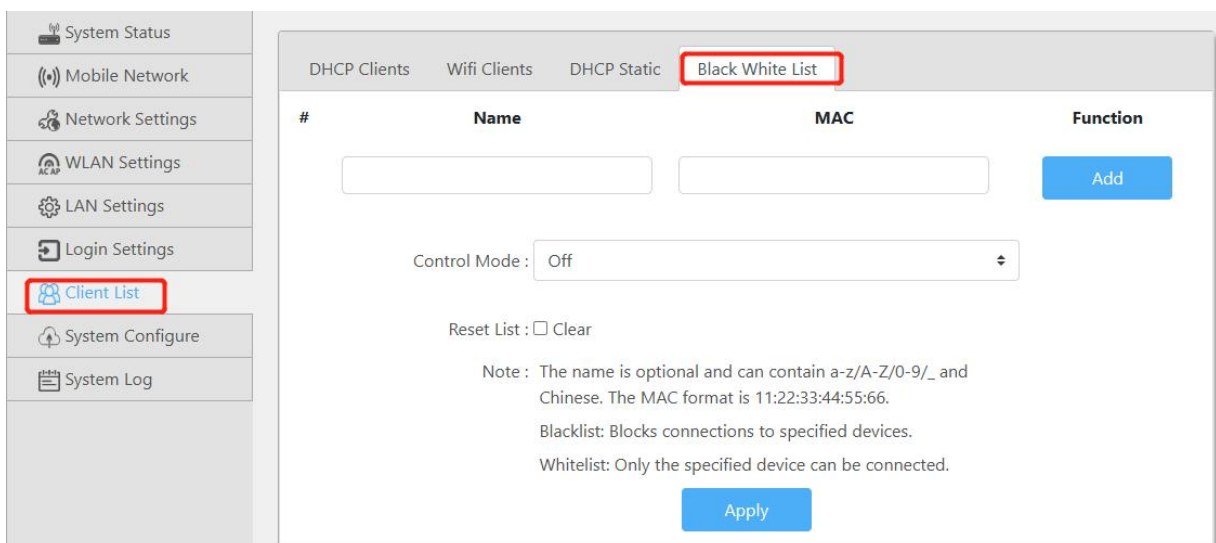 System Status
Mobile Network
Network Settings
WLAN Settings
LAN Settings
Login Settings
Client List
System Configure
System Log
DHCP Clients Wifi Clients DHCP Static Black White List
# Name MAC Function
Add
Control Mode : Off
Reset List : Clear
Note : The name is optional and can contain a-z/A-Z/0-9/_ and
Chinese. The MAC format is 11:22:33:44:55:66.
Blacklist: Blocks connections to specified devices.
Whitelist: Only the specified device can be connected.
Apply